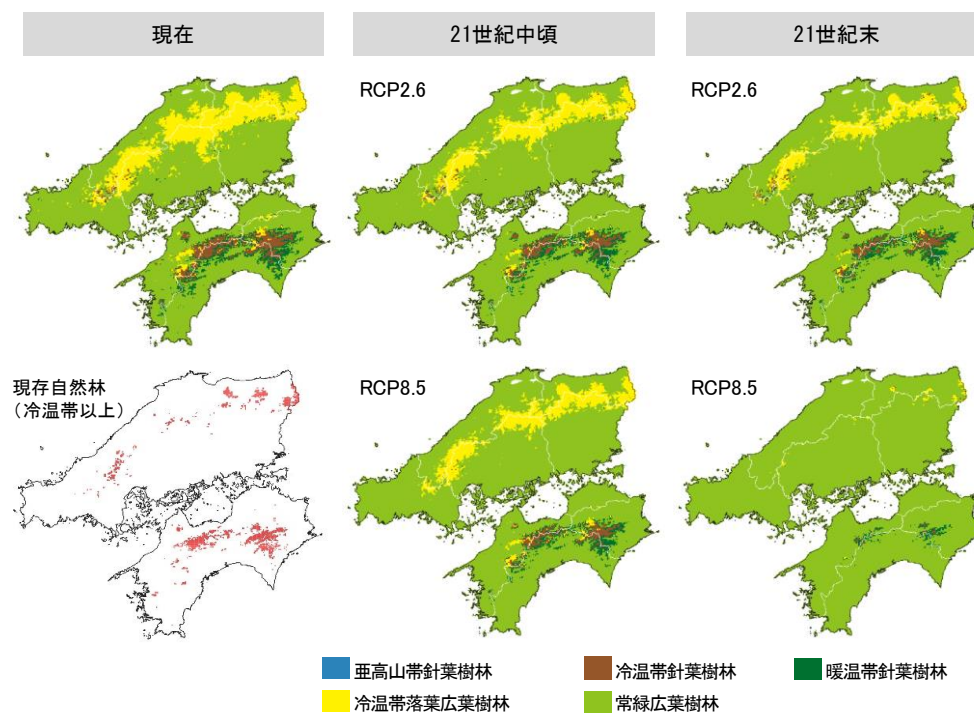 現在
21世紀中頃
21世紀末
RCP2.6
RCP2.6
現存自然林
（冷温帯以上）
RCP8.5
RCP8.5
亜高山帯針葉樹林
冷温帯針葉樹林
暖温帯針葉樹林
冷温帯落葉広葉樹林
常緑広葉樹林